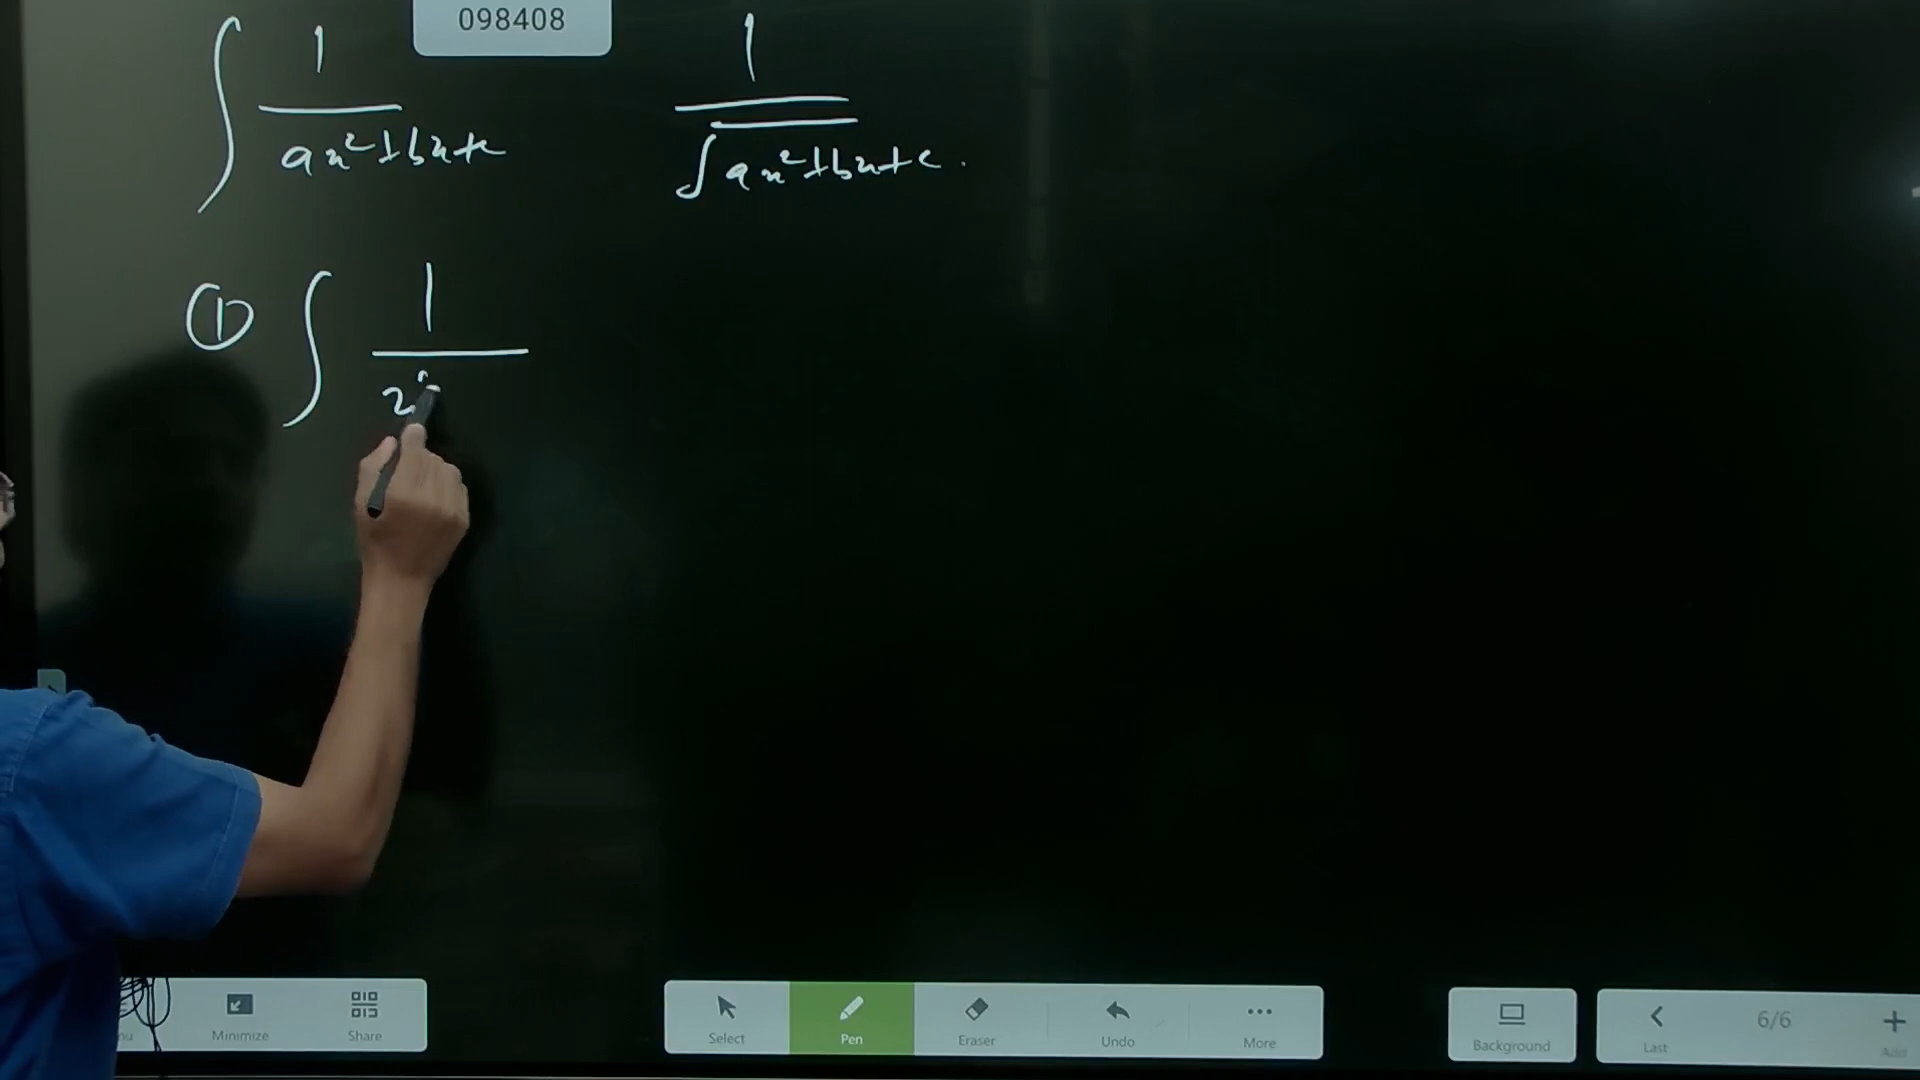 098408
∫ 1/(ax²+bx+c) 1/√(ax²+bx+c).
① ∫ 1/x
Minimize Share Select Pen Eraser Undo More Background Last 6/6 Add